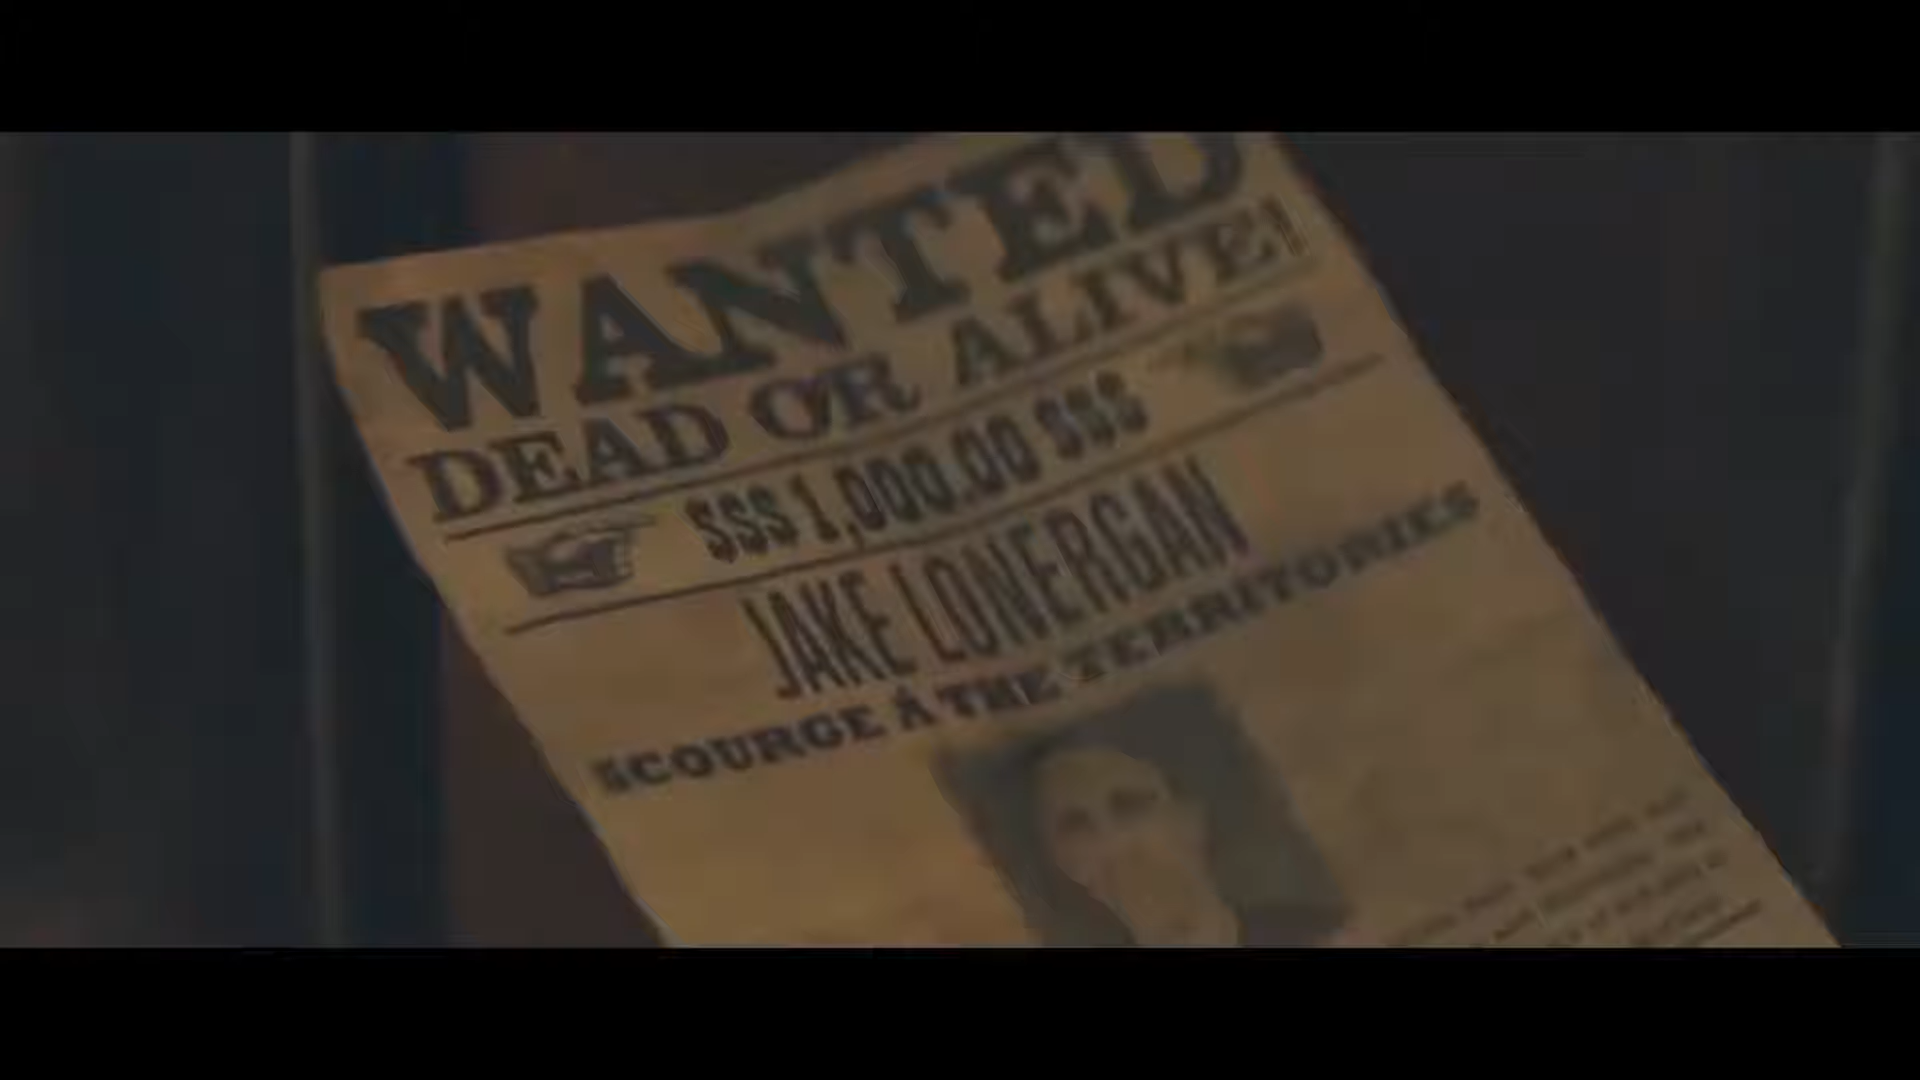 WANTED
DEAD OR ALIVE!
$$$ 1,000.00 $$$
JAKE LONERGAN
SCOURGE A THE TERRITORIES